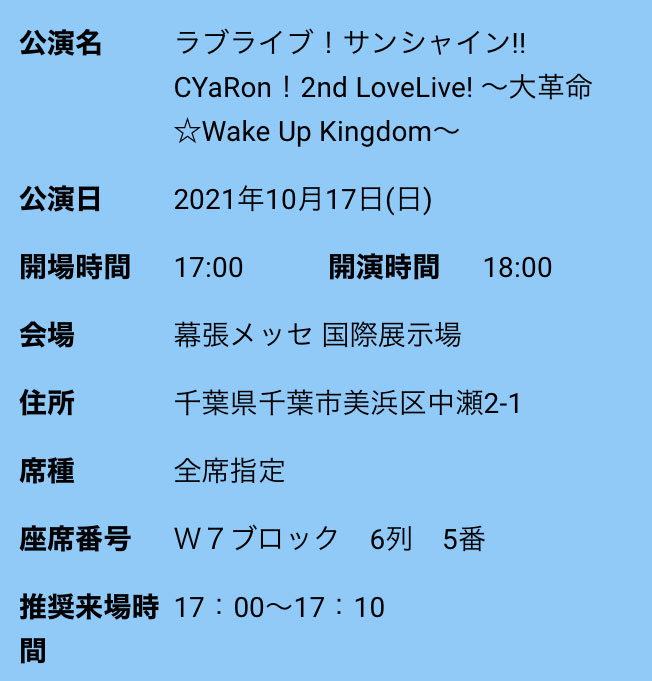 公演名 ラブライブ！サンシャイン!!
CYaRon！2nd LoveLive! ～大革命
☆Wake Up Kingdom～
公演日 2021年10月17日(日)
開場時間 17:00 開演時間 18:00
会場 幕張メッセ 国際展示場
住所 千葉県千葉市美浜区中瀬2-1
席種 全席指定
座席番号 Ｗ７ブロック　6列　5番
推奨来場時 17：00～17：10
間